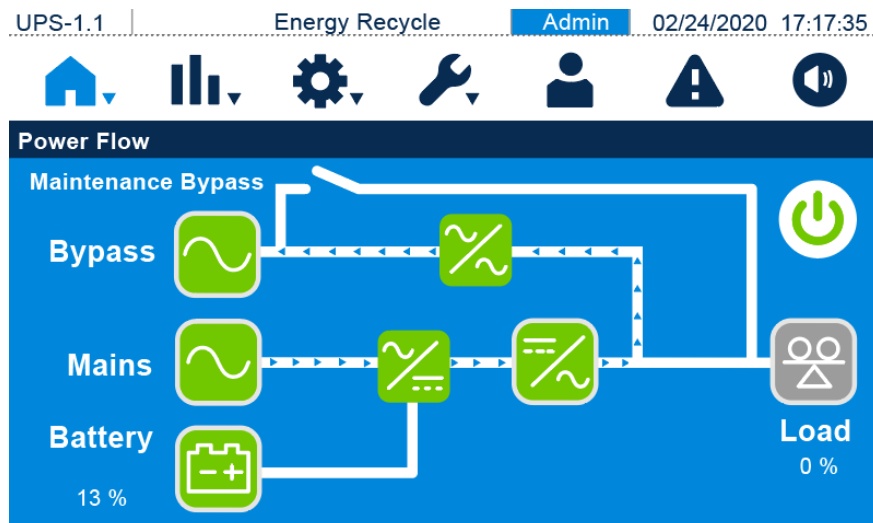 UPS-1.1 Energy Recycle Admin 02/24/2020 17:17:35
Power Flow
Maintenance Bypass
Bypass
Mains
Battery
13 %
Load
0 %